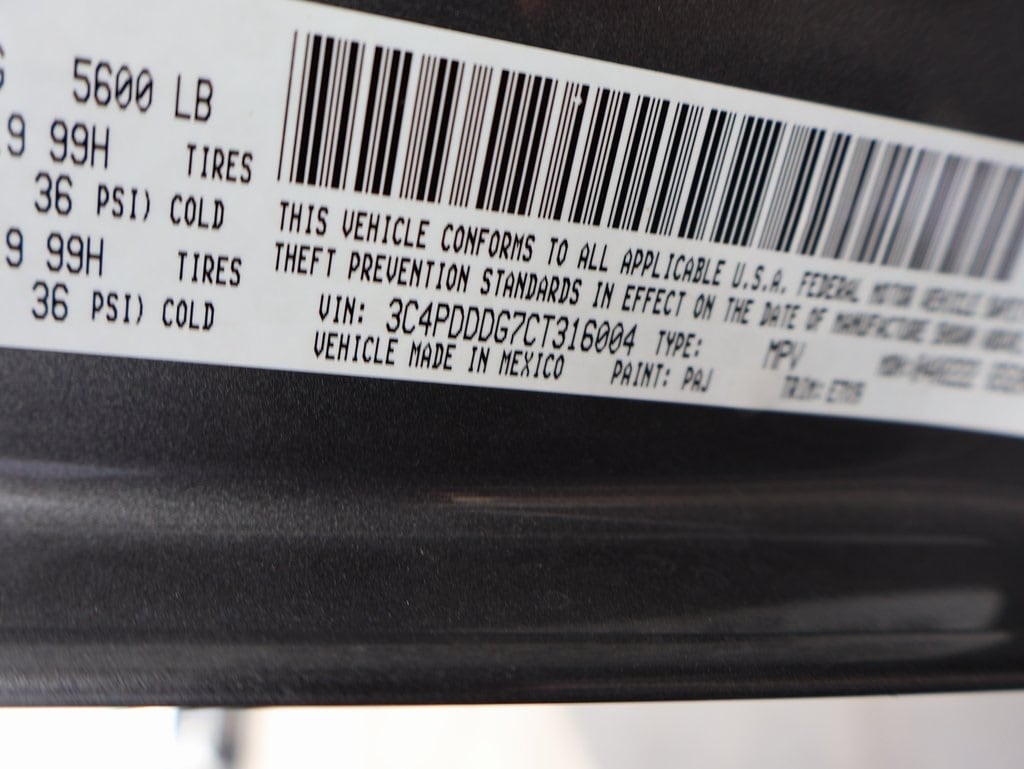 5600 LB
99H TIRES
36 PSI) COLD
99H TIRES
36 PSI) COLD
THIS VEHICLE CONFORMS TO ALL APPLICABLE U.S.A. FEDERAL MOTOR VEHICLE
THEFT PREVENTION STANDARDS IN EFFECT ON THE DATE OF MANUFACTURE SHOWN ABOVE.
VIN: 3C4PDDDG7CT316004 TYPE: MPV
VEHICLE MADE IN MEXICO PAINT: PAJ TRIM: